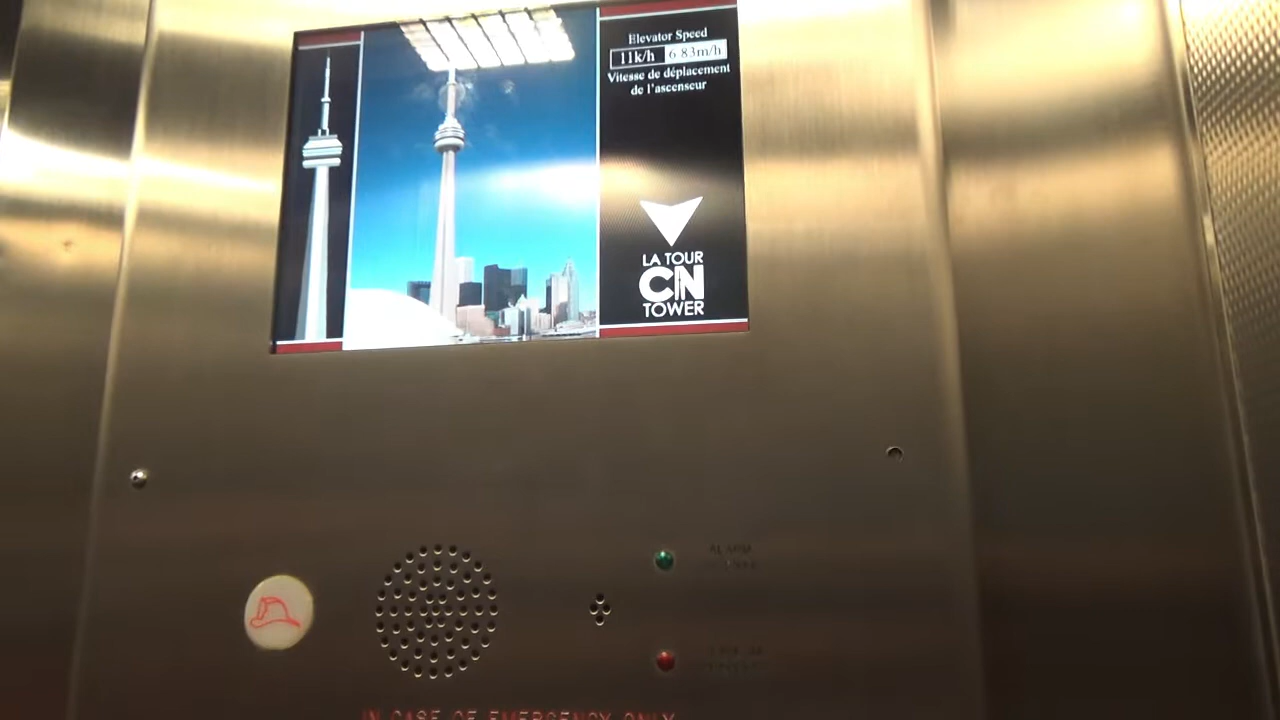 Elevator Speed
11k/h 6.83m/h
Vitesse de déplacement
de l'ascenseur
LA TOUR
CN
TOWER
IN CASE OF EMERGENCY ONLY